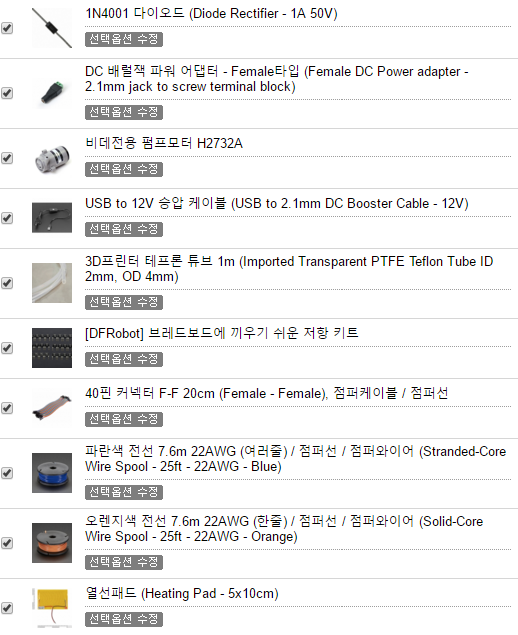 1N4001 다이오드 (Diode Rectifier - 1A 50V)
선택옵션 수정
DC 배럴잭 파워 어댑터 - Female타입 (Female DC Power adapter -
2.1mm jack to screw terminal block)
선택옵션 수정
비데전용 펌프모터 H2732A
선택옵션 수정
USB to 12V 승압 케이블 (USB to 2.1mm DC Booster Cable - 12V)
선택옵션 수정
3D프린터 테프론 튜브 1m (Imported Transparent PTFE Teflon Tube ID
2mm, OD 4mm)
선택옵션 수정
[DFRobot] 브레드보드에 끼우기 쉬운 저항 키트
선택옵션 수정
40핀 커넥터 F-F 20cm (Female - Female), 점퍼케이블 / 점퍼선
선택옵션 수정
파란색 전선 7.6m 22AWG (여러줄) / 점퍼선 / 점퍼와이어 (Stranded-Core
Wire Spool - 25ft - 22AWG - Blue)
선택옵션 수정
오렌지색 전선 7.6m 22AWG (한줄) / 점퍼선 / 점퍼와이어 (Solid-Core
Wire Spool - 25ft - 22AWG - Orange)
선택옵션 수정
열선패드 (Heating Pad - 5x10cm)
선택옵션 수정